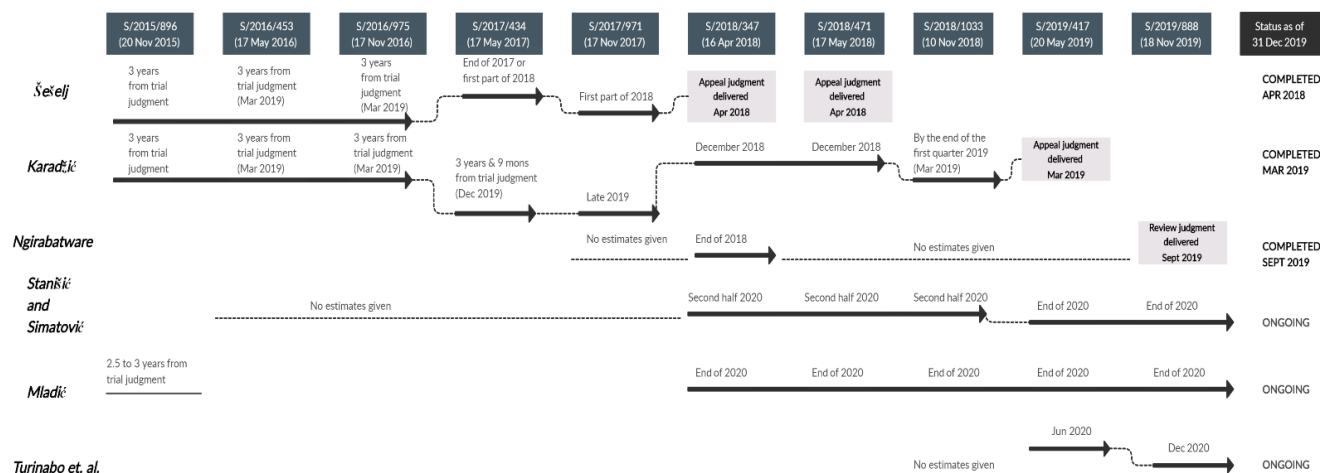 S/2015/896
(20 Nov 2015)
S/2016/453
(17 May 2016)
S/2016/975
(17 Nov 2016)
S/2017/434
(17 May 2017)
S/2017/971
(17 Nov 2017)
S/2018/347
(16 Apr 2018)
S/2018/471
(17 May 2018)
S/2018/1033
(10 Nov 2018)
S/2019/417
(20 May 2019)
S/2019/888
(18 Nov 2019)
Status as of
31 Dec 2019
Šešelj
3 years
from trial
judgment
3 years from
trial judgment
(Mar 2019)
3 years
from trial
judgment
(Mar 2019)
End of 2017 or
first part of 2018
First part of 2018
Appeal judgment
delivered
Apr 2018
Appeal judgment
delivered
Apr 2018
COMPLETED
APR 2018
Karadžić
3 years
from trial
judgment
3 years from
trial judgment
(Mar 2019)
3 years from
trial judgment
(Mar 2019)
3 years & 9 mons
from trial judgment
(Dec 2019)
Late 2019
December 2018
December 2018
By the end of the
first quarter 2019
(Mar 2019)
Appeal judgment
delivered
Mar 2019
COMPLETED
MAR 2019
Ngirabatware
No estimates given
End of 2018
No estimates given
Review judgment
delivered
Sept 2019
COMPLETED
SEPT 2019
Stanišić
and
Simatović
No estimates given
Second half 2020
Second half 2020
Second half 2020
End of 2020
End of 2020
ONGOING
Mladić
2.5 to 3 years from
trial judgment
End of 2020
End of 2020
End of 2020
End of 2020
End of 2020
ONGOING
Turinabo et. al.
No estimates given
Jun 2020
Dec 2020
ONGOING